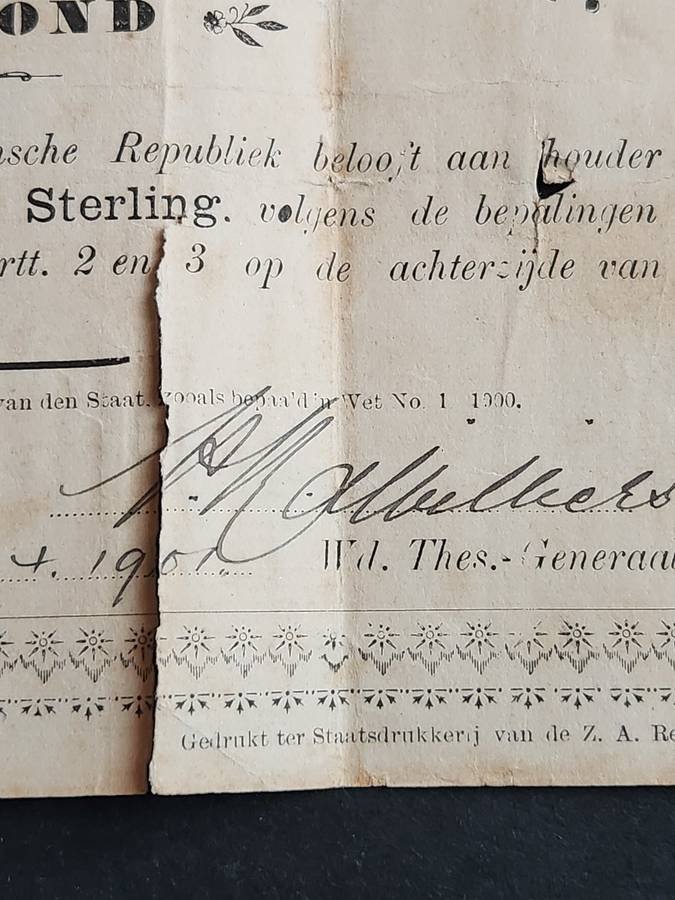 OND
sche Republiek belooft aan houder
Sterling. volgens de bepalingen
rtt. 2 en 3 op de achterzijde van
van den Staat, zooals bepaald in Wet No. 1 1900.
4. 1901.
Wd. Thes.-Generaal
Gedrukt ter Staatsdrukkerij van de Z. A. Re